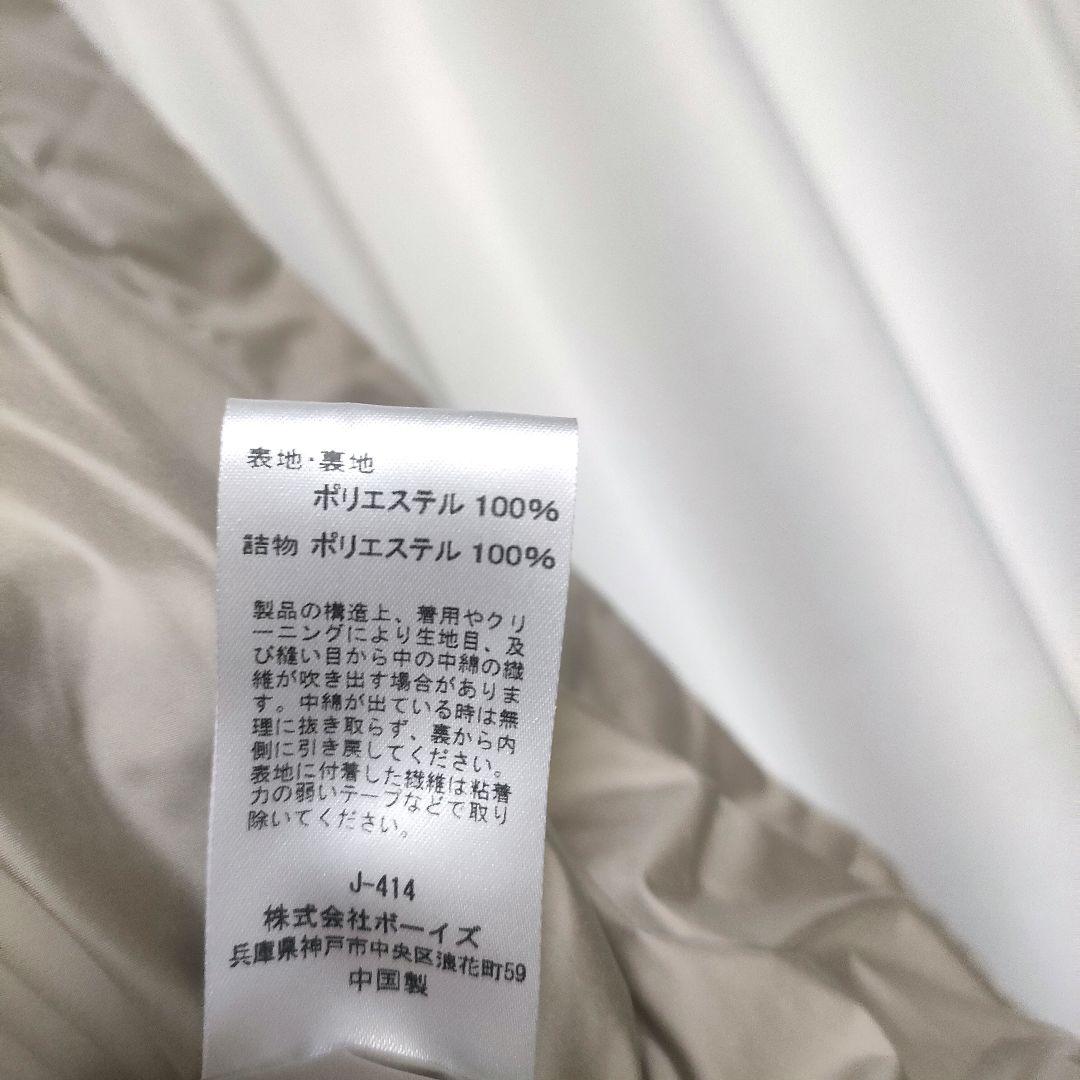 表地・裏地
ポリエステル 100%
詰物 ポリエステル 100%
製品の構造上、着用やクリ
ーニングにより生地目、及
び縫い目から中の中綿の繊
維が吹き出す場合がありま
す。中綿が出ている時は無
理に抜き取らず、裏から内
側に引き戻してください。
表地に付着した繊維は粘着
力の弱いテープなどで取り
除いてください。
J-414
株式会社ボーイズ
兵庫県神戸市中央区浪花町59
中国製